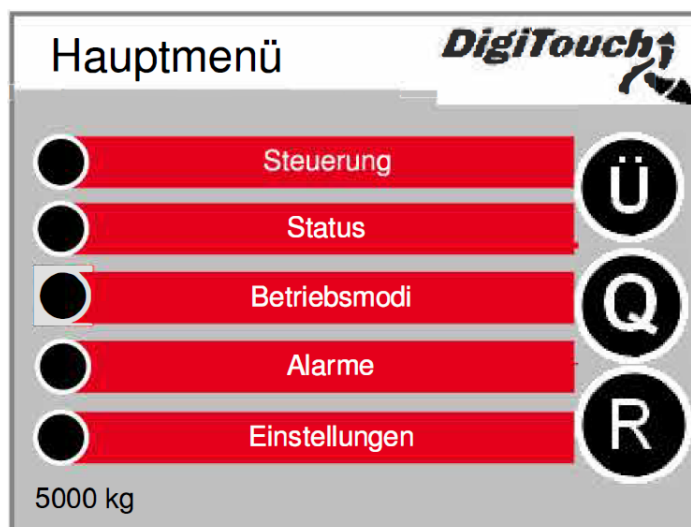 Hauptmenü
DigiTouch
Steuerung
Ü
Status
Betriebsmodi
Q
Alarme
R
Einstellungen
5000 kg